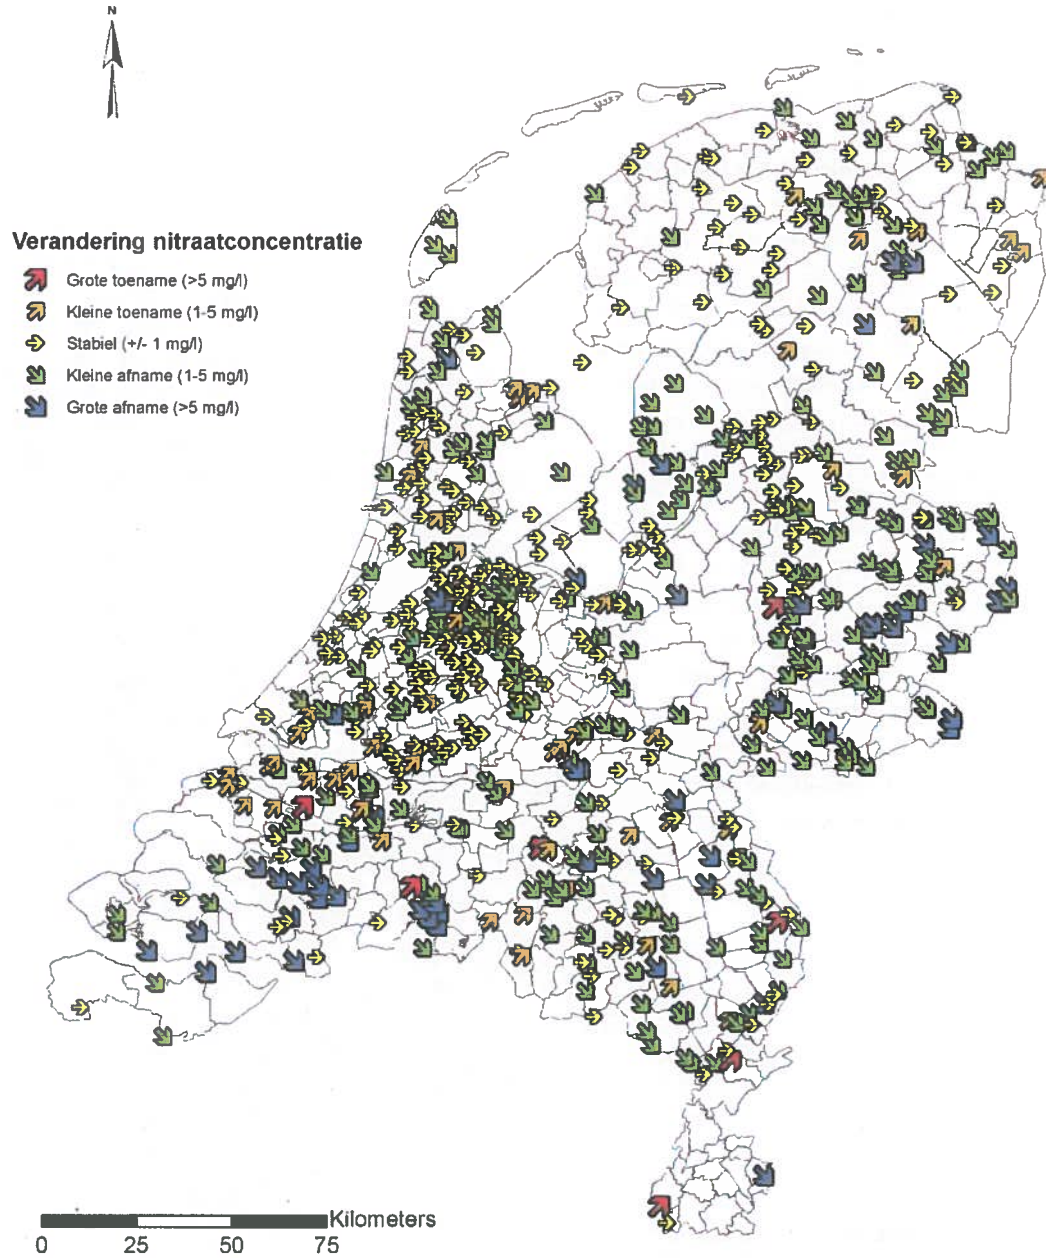 N
Verandering nitraatconcentratie
Grote toename (>5 mg/l)
Kleine toename (1-5 mg/l)
Stabiel (+/- 1 mg/l)
Kleine afname (1-5 mg/l)
Grote afname (>5 mg/l)
Kilometers
0 25 50 75